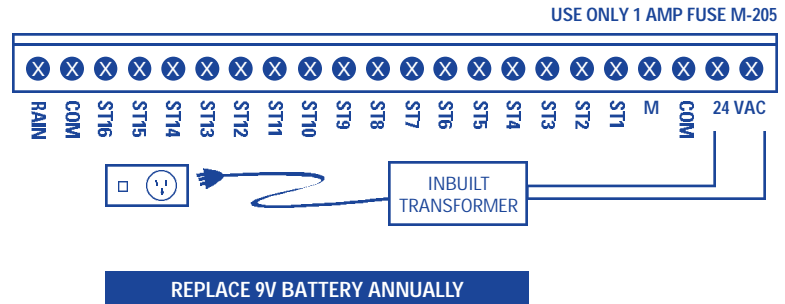 USE ONLY 1 AMP FUSE M-205
X X X X X X X X X X X X X X X X X X X X X X
RAIN COM ST16 ST15 ST14 ST13 ST12 ST11 ST10 ST9 ST8 ST7 ST6 ST5 ST4 ST3 ST2 ST1 M COM 24 VAC
INBUILT
TRANSFORMER
REPLACE 9V BATTERY ANNUALLY